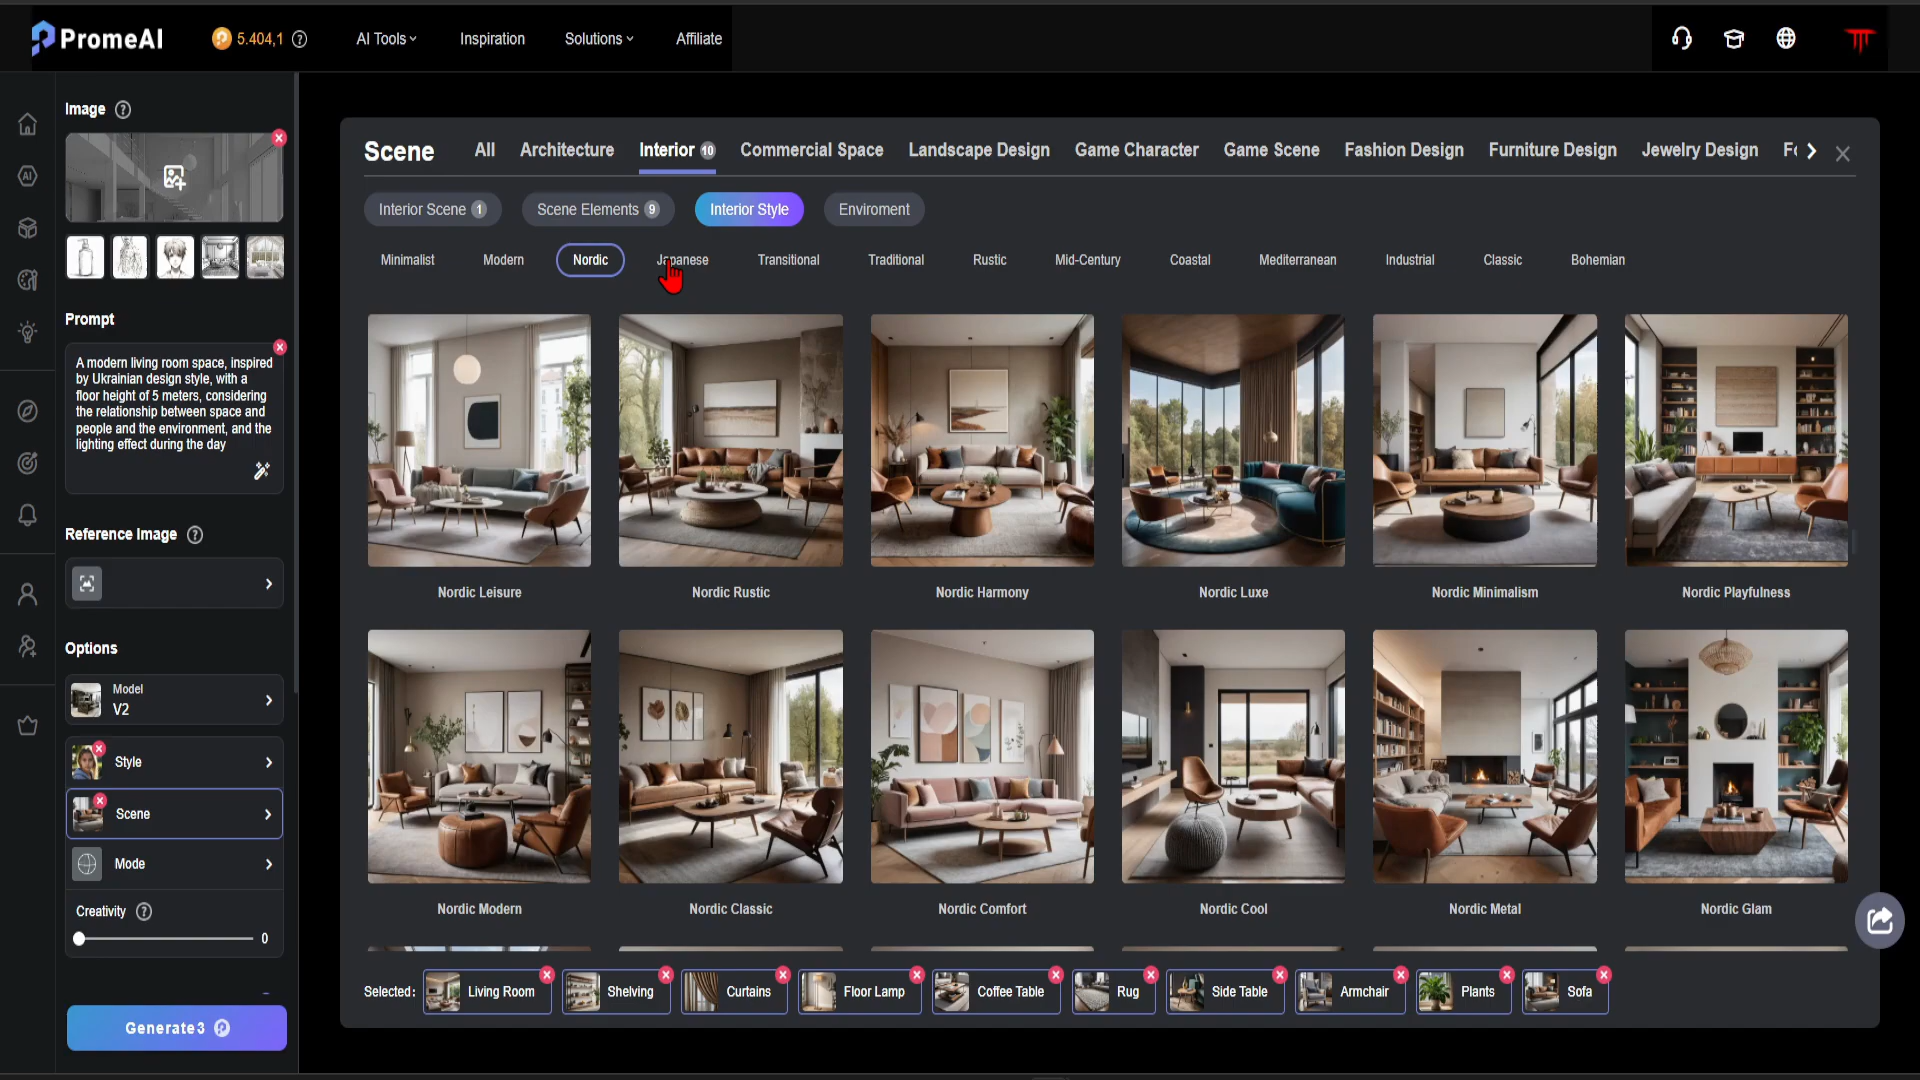 PromeAI
5.404,1
AI Tools
Inspiration
Solutions
Affiliate
Image
Prompt
A modern living room space, inspired
by Ukrainian design style, with a
floor height of 5 meters, considering
the relationship between space and
people and the environment, and the
lighting effect during the day
Reference Image
Options
Model
V2
Style
Scene
Mode
Creativity
0
Generate3
Scene
All
Architecture
Interior 10
Commercial Space
Landscape Design
Game Character
Game Scene
Fashion Design
Furniture Design
Jewelry Design
Interior Scene 1
Scene Elements 9
Interior Style
Enviroment
Minimalist
Modern
Nordic
Japanese
Transitional
Traditional
Rustic
Mid-Century
Coastal
Mediterranean
Industrial
Classic
Bohemian
Nordic Leisure
Nordic Rustic
Nordic Harmony
Nordic Luxe
Nordic Minimalism
Nordic Playfulness
Nordic Modern
Nordic Classic
Nordic Comfort
Nordic Cool
Nordic Metal
Nordic Glam
Selected:
Living Room
Shelving
Curtains
Floor Lamp
Coffee Table
Rug
Side Table
Armchair
Plants
Sofa